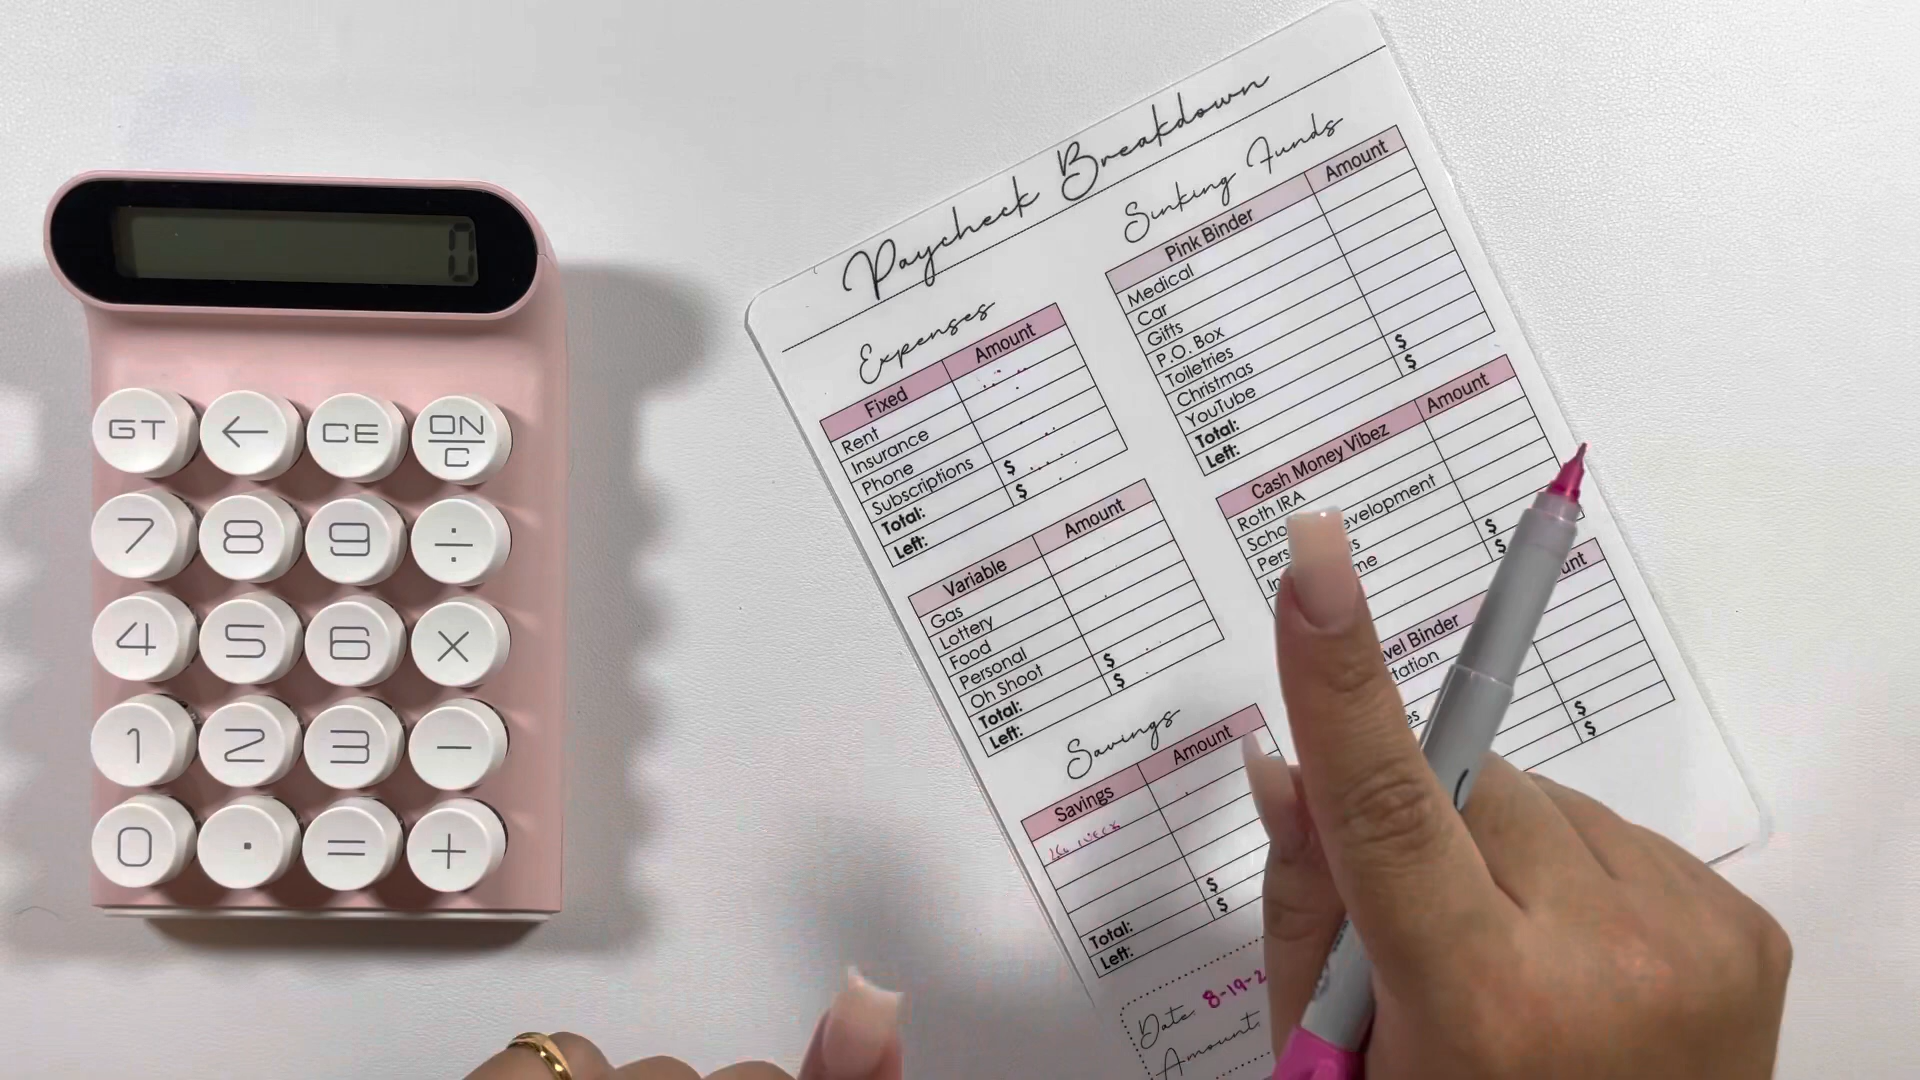 0
GT ← CE ON/C
7 8 9 ÷
4 5 6 ×
1 2 3 −
0 . = +
Paycheck Breakdown
Expenses
Fixed Amount
Rent
Insurance
Phone
Subscriptions
Total: $
Left: $
Variable Amount
Gas
Lottery
Food
Personal
Oh Shoot
Total: $
Left: $
Savings
Savings Amount
Total: $
Left: $
Date: 8-19-2
Amount:
Sinking Funds
Pink Binder Amount
Medical
Car
Gifts
P.O. Box
Toiletries
Christmas
YouTube
Total: $
Left: $
Cash Money Vibez Amount
Roth IRA
$
$
$
$